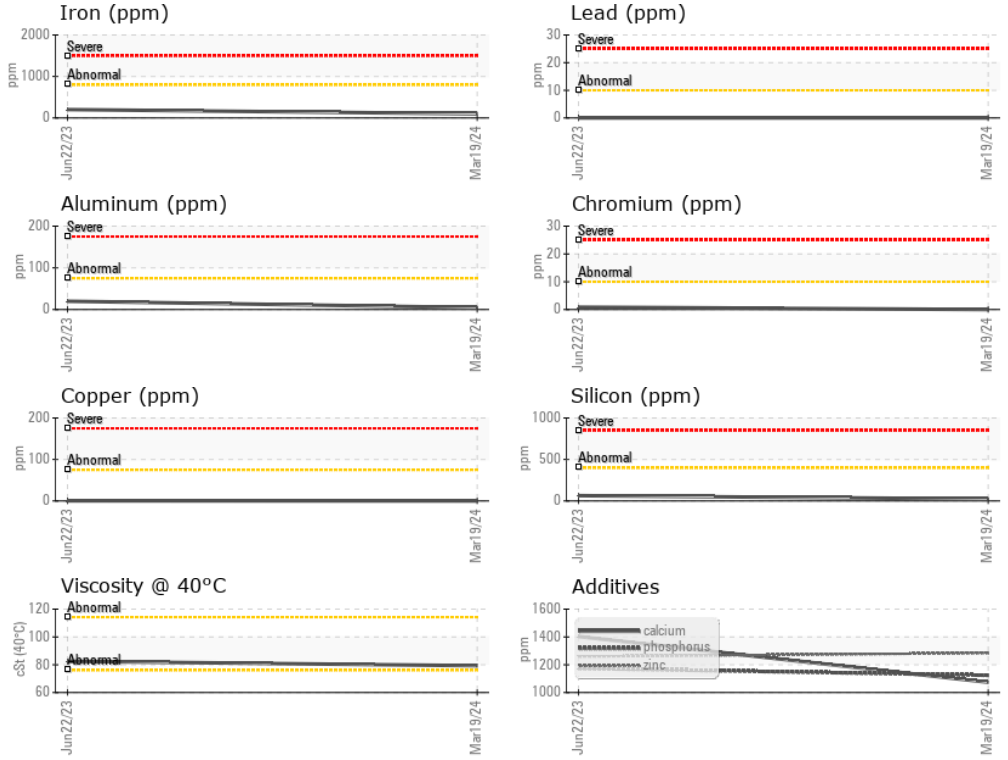 Iron (ppm)
2000
1000
0
ppm
Severe
Abnormal
Jun22/23
Mar19/24
Lead (ppm)
30
20
10
0
ppm
Severe
Abnormal
Jun22/23
Mar19/24
Aluminum (ppm)
200
100
0
ppm
Severe
Abnormal
Jun22/23
Mar19/24
Chromium (ppm)
30
20
10
0
ppm
Severe
Abnormal
Jun22/23
Mar19/24
Copper (ppm)
200
100
0
ppm
Severe
Abnormal
Jun22/23
Mar19/24
Silicon (ppm)
1000
500
0
ppm
Severe
Abnormal
Jun22/23
Mar19/24
Viscosity @ 40°C
120
100
80
60
cSt (40°C)
Abnormal
Abnormal
Jun22/23
Mar19/24
Additives
1600
1400
1200
1000
ppm
calcium
phosphorus
zinc
Jun22/23
Mar19/24